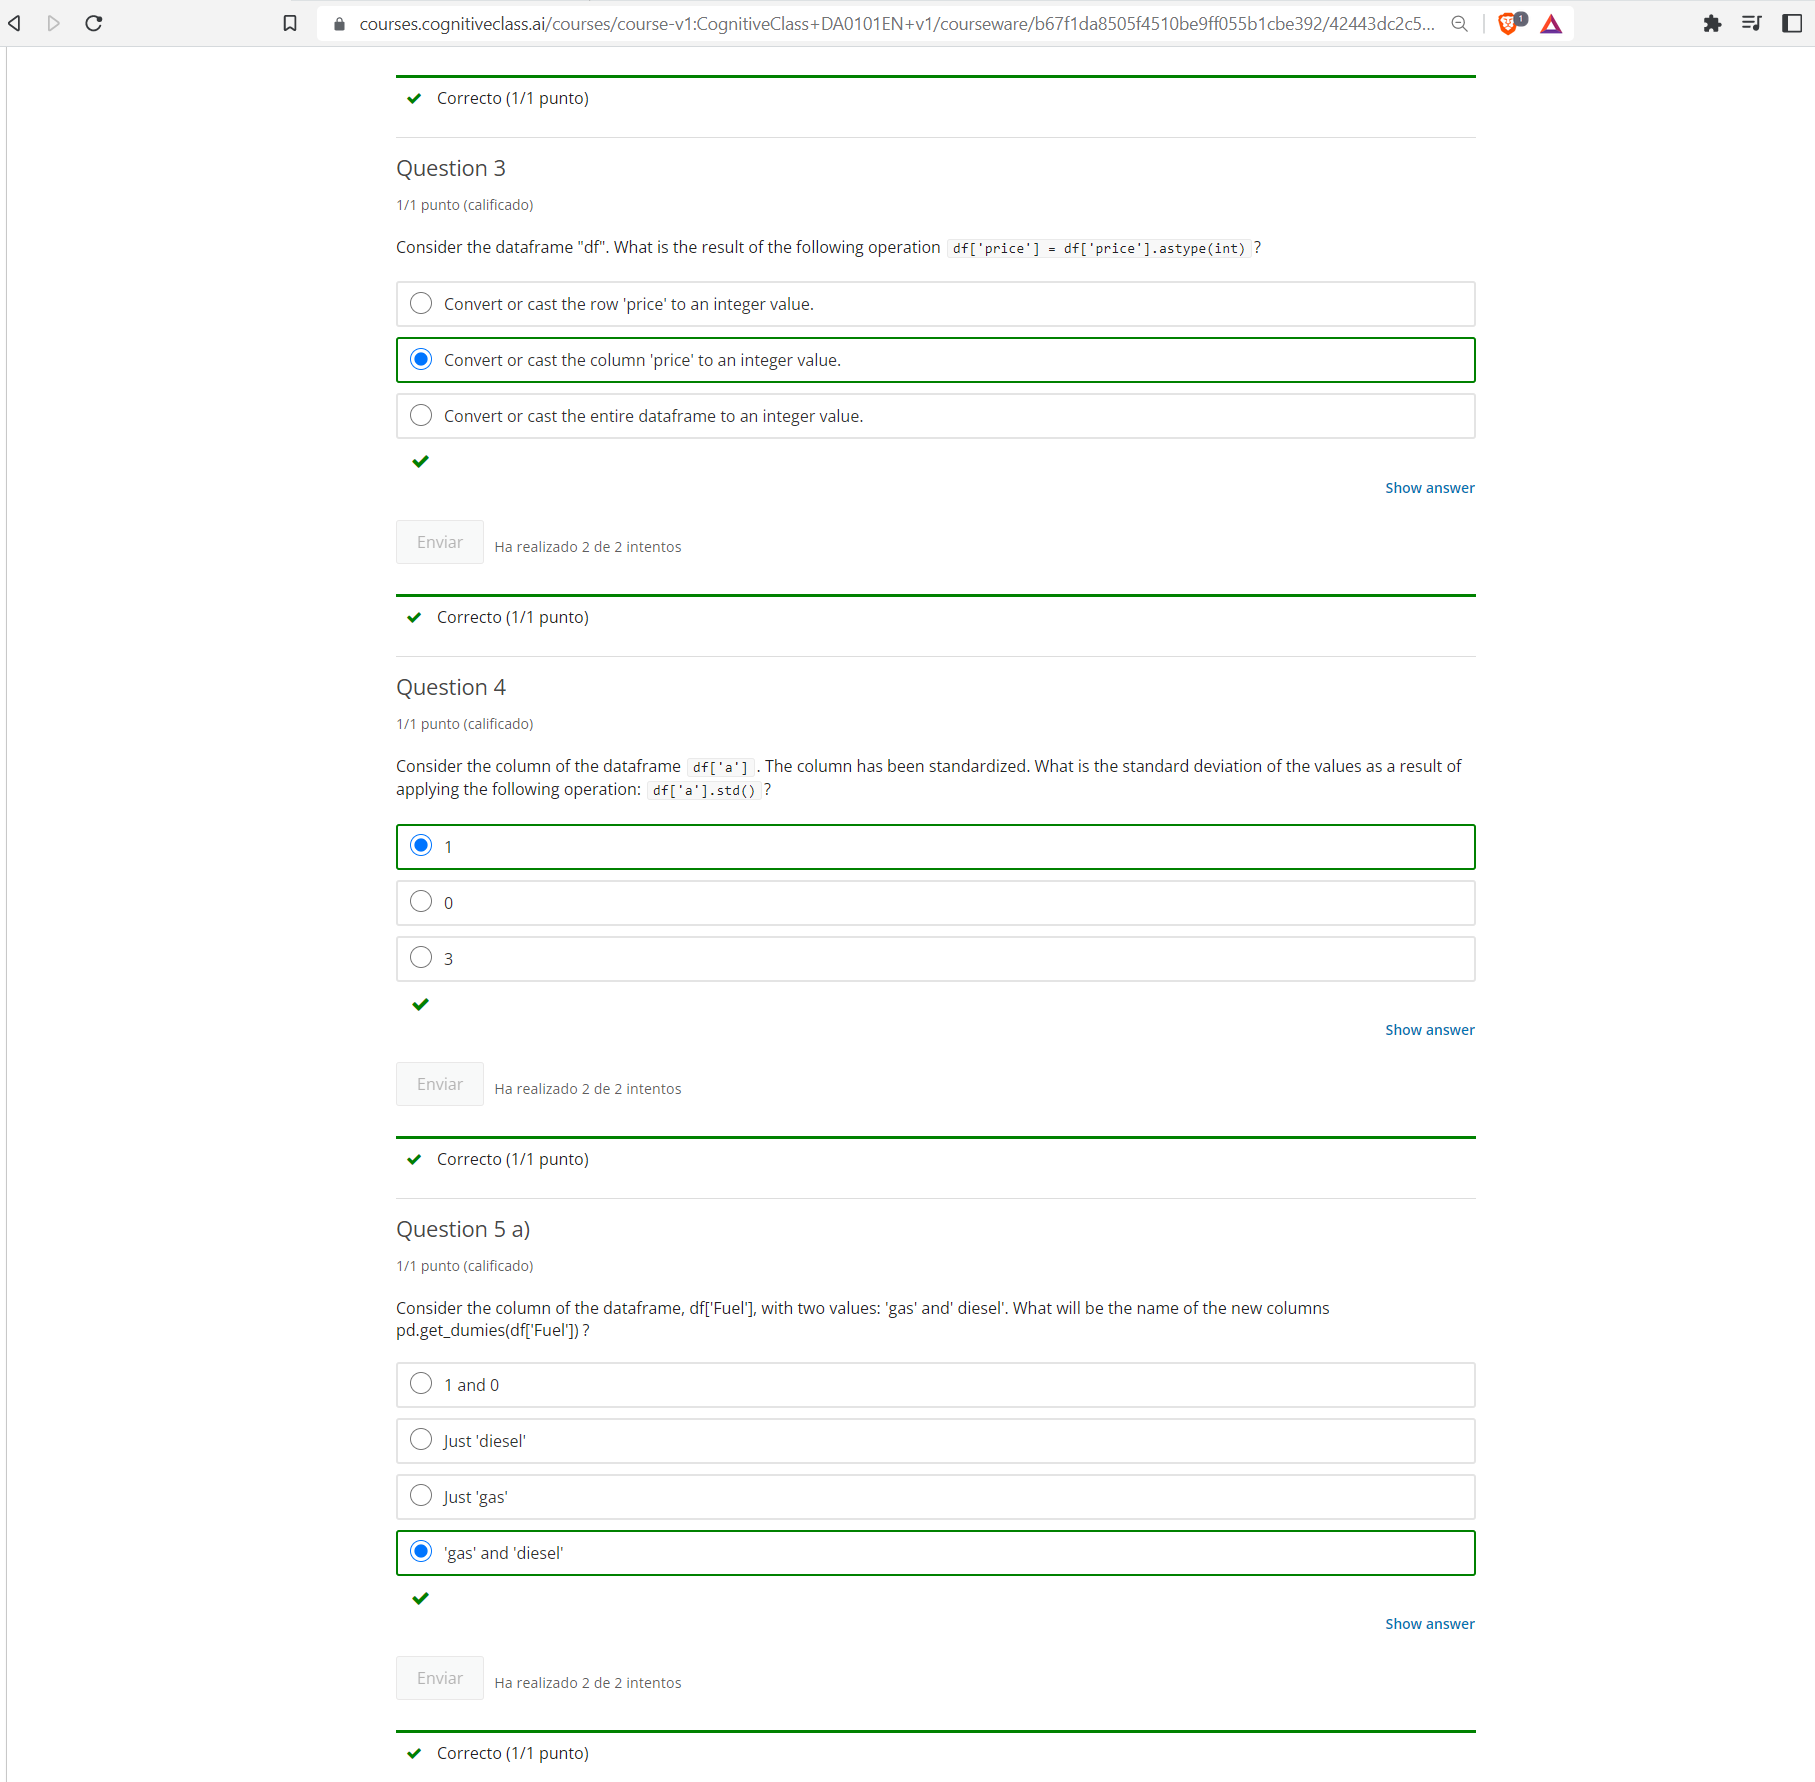 courses.cognitiveclass.ai/courses/course-v1:CognitiveClass+DA0101EN+v1/courseware/b67f1da8505f4510be9ff055b1cbe392/42443dc2c5...
1
Correcto (1/1 punto)
Question 3
1/1 punto (calificado)
Consider the dataframe "df". What is the result of the following operation df['price'] = df['price'].astype(int) ?
Convert or cast the row 'price' to an integer value.
Convert or cast the column 'price' to an integer value.
Convert or cast the entire dataframe to an integer value.
Show answer
Enviar Ha realizado 2 de 2 intentos
Correcto (1/1 punto)
Question 4
1/1 punto (calificado)
Consider the column of the dataframe df['a'] . The column has been standardized. What is the standard deviation of the values as a result of
applying the following operation: df['a'].std() ?
1
0
3
Show answer
Enviar Ha realizado 2 de 2 intentos
Correcto (1/1 punto)
Question 5 a)
1/1 punto (calificado)
Consider the column of the dataframe, df['Fuel'], with two values: 'gas' and' diesel'. What will be the name of the new columns
pd.get_dumies(df['Fuel']) ?
1 and 0
Just 'diesel'
Just 'gas'
'gas' and 'diesel'
Show answer
Enviar Ha realizado 2 de 2 intentos
Correcto (1/1 punto)